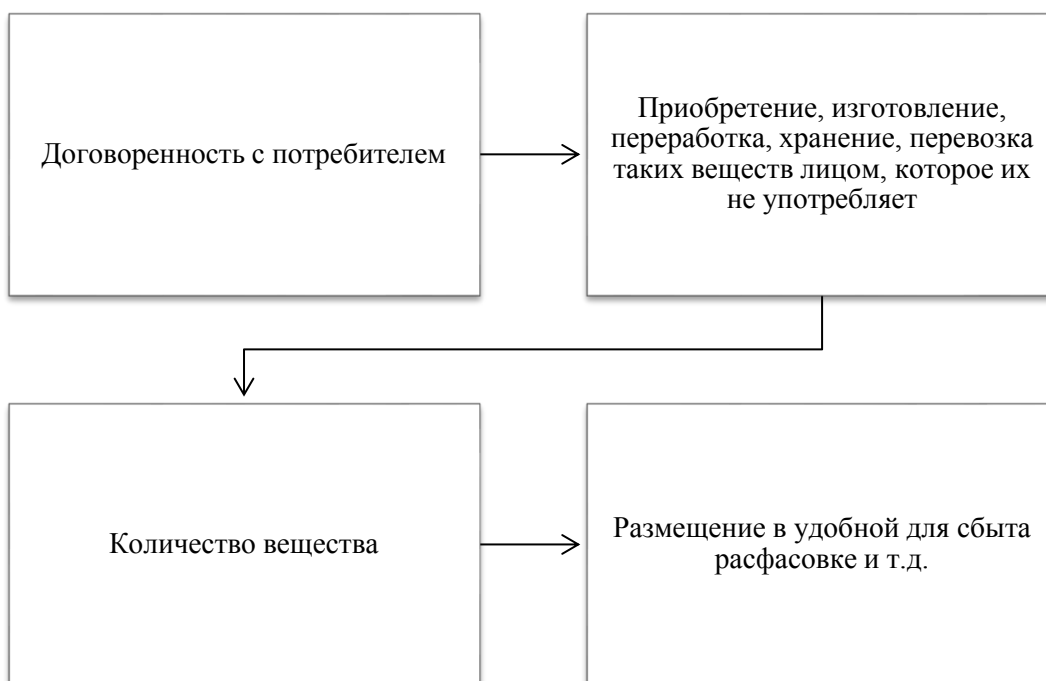 Договоренность с потребителем
Приобретение, изготовление,
переработка, хранение, перевозка
таких веществ лицом, которое их
не употребляет
Количество вещества
Размещение в удобной для сбыта
расфасовке и т.д.